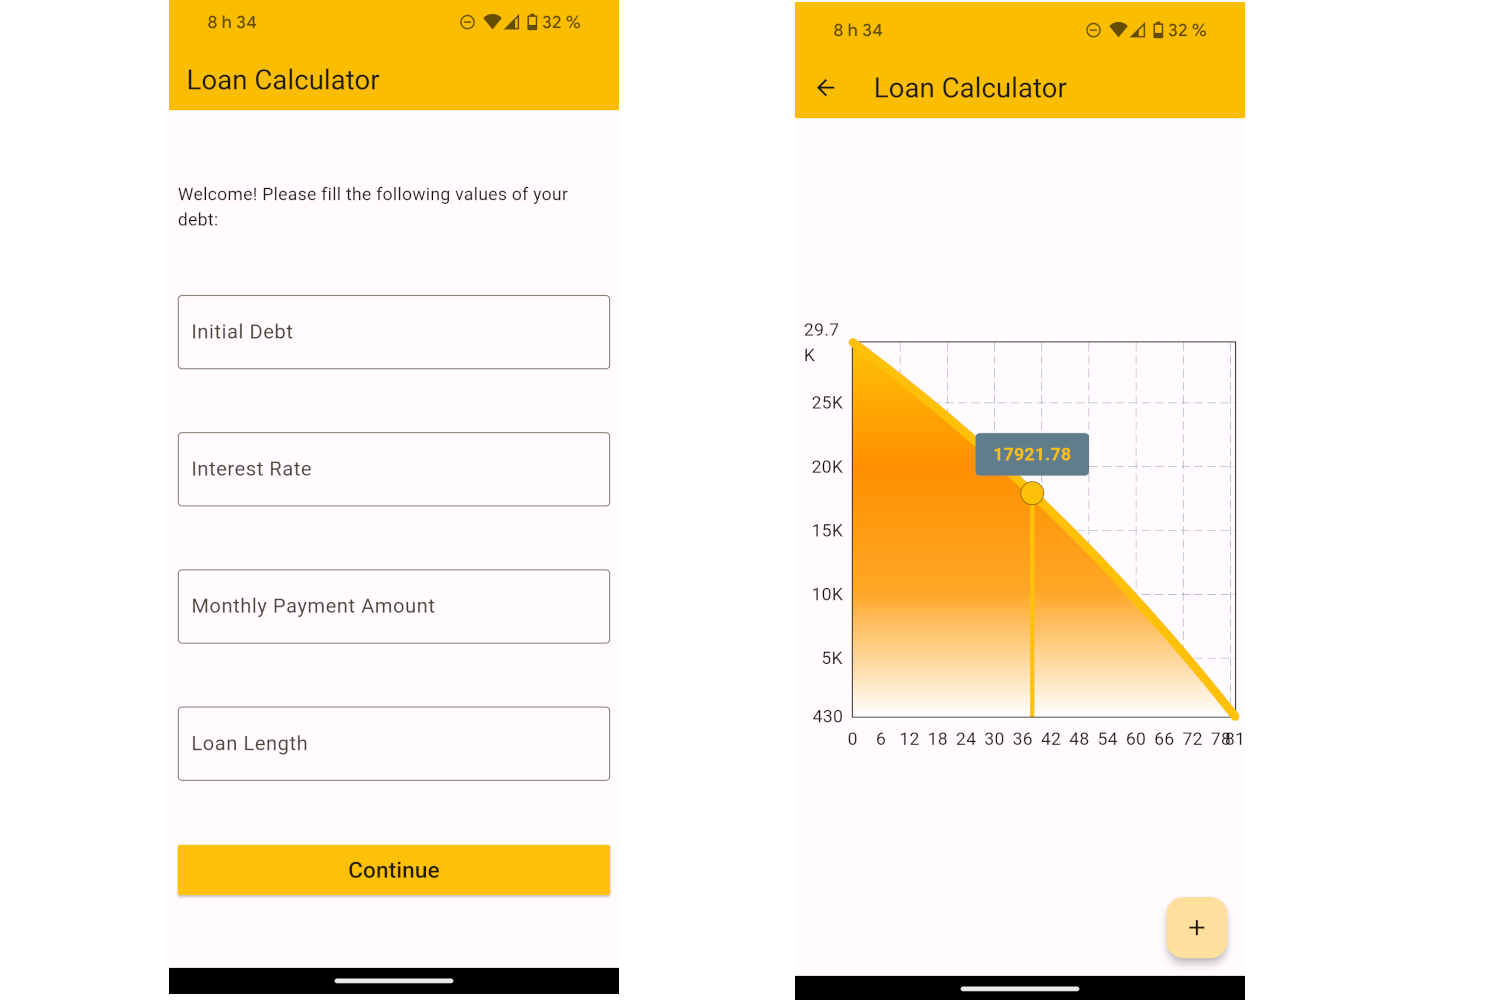 8 h 34
32 %
Loan Calculator
Welcome! Please fill the following values of your
debt:
Initial Debt
Interest Rate
Monthly Payment Amount
Loan Length
Continue
8 h 34
32 %
Loan Calculator
29.7
K
25K
20K
15K
10K
5K
430
17921.78
0 6 12 18 24 30 36 42 48 54 60 66 72 78 81
+